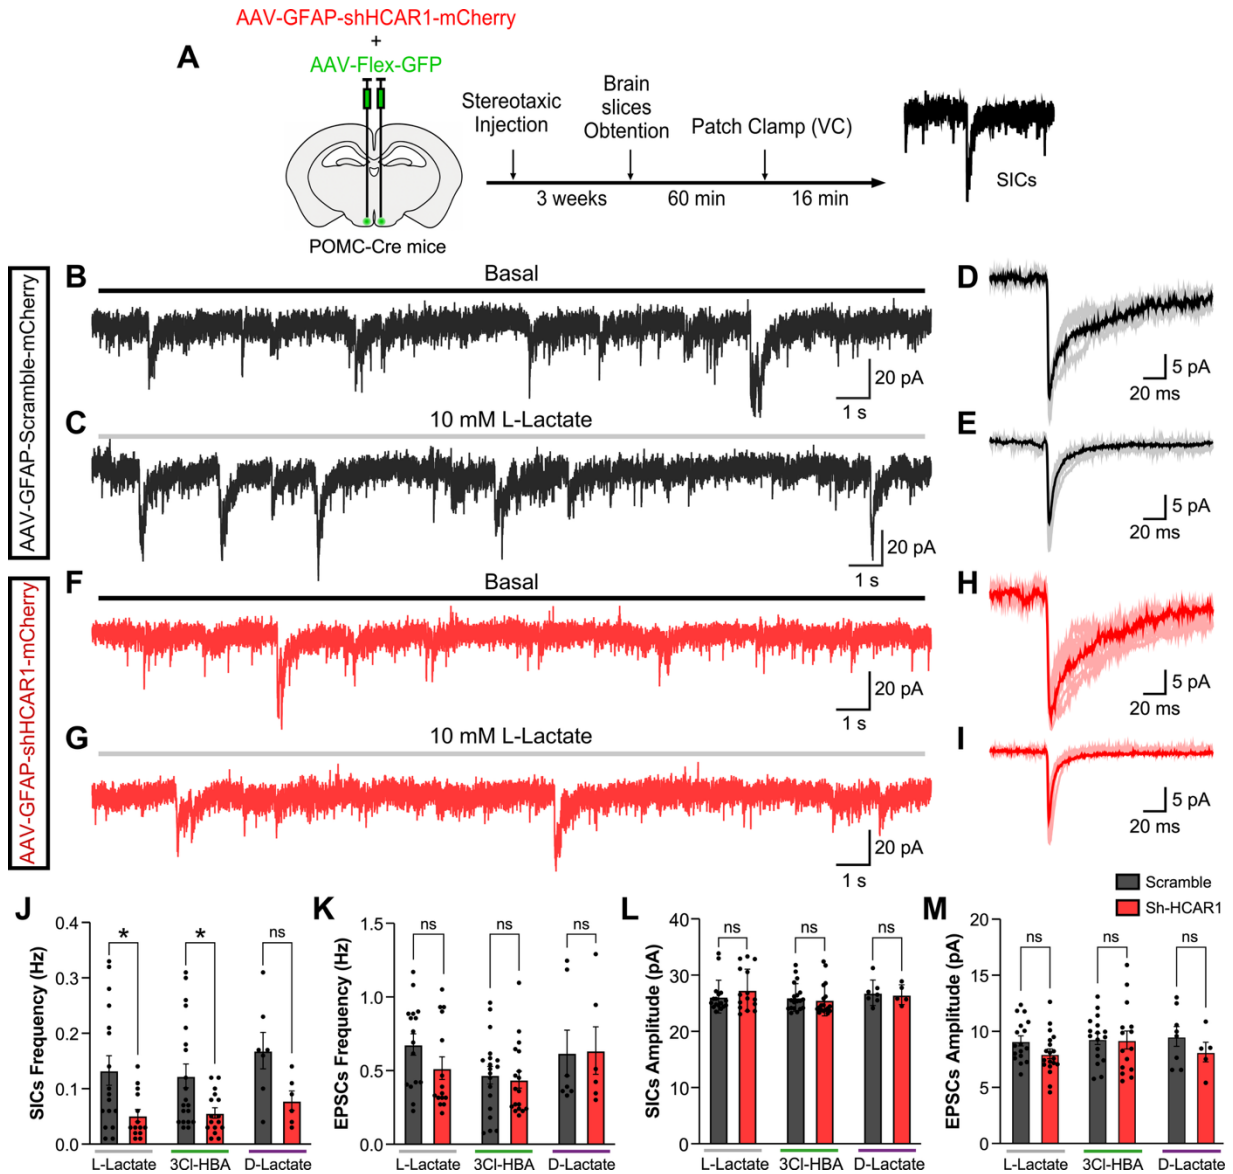 AAV-GFAP-shHCAR1-mCherry
+
AAV-Flex-GFP
A
Stereotaxic
Injection
Brain
slices
Obtention
Patch Clamp (VC)
3 weeks
60 min
16 min
SICs
POMC-Cre mice
AAV-GFAP-Scramble-mCherry
B
Basal
20 pA
1 s
D
5 pA
20 ms
C
10 mM L-Lactate
20 pA
1 s
E
5 pA
20 ms
AAV-GFAP-shHCAR1-mCherry
F
Basal
20 pA
1 s
H
5 pA
20 ms
G
10 mM L-Lactate
20 pA
1 s
I
5 pA
20 ms
Scramble
Sh-HCAR1
J
SICs Frequency (Hz)
0.4
0.3
0.2
0.1
0.0
*
*
ns
L-Lactate
3Cl-HBA
D-Lactate
K
EPSCs Frequency (Hz)
1.5
1.0
0.5
0.0
ns
ns
ns
L-Lactate
3Cl-HBA
D-Lactate
L
SICs Amplitude (pA)
40
30
20
10
0
ns
ns
ns
L-Lactate
3Cl-HBA
D-Lactate
M
EPSCs Amplitude (pA)
20
15
10
5
0
ns
ns
ns
L-Lactate
3Cl-HBA
D-Lactate